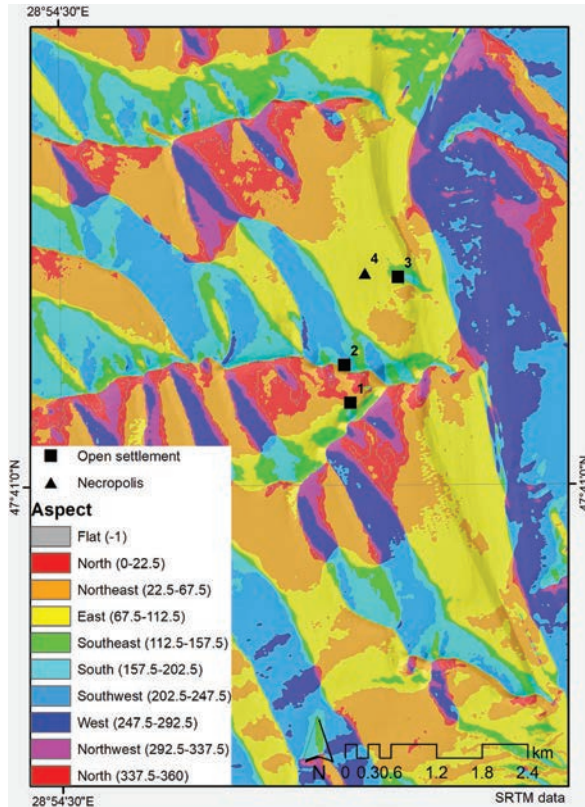 28°54'30"E
4
3
2
1
47°41'0"N
47°41'0"N
Open settlement
Necropolis
Aspect
Flat (-1)
North (0-22.5)
Northeast (22.5-67.5)
East (67.5-112.5)
Southeast (112.5-157.5)
South (157.5-202.5)
Southwest (202.5-247.5)
West (247.5-292.5)
Northwest (292.5-337.5)
North (337.5-360)
N
km
0 0.30.6 1.2 1.8 2.4
28°54'30"E
SRTM data